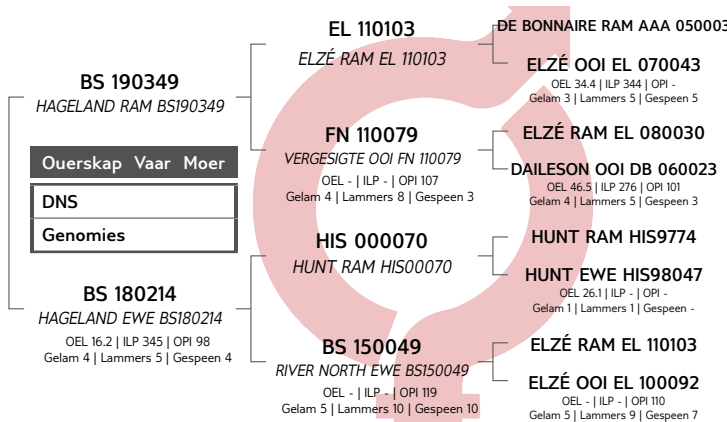 BS 190349
HAGELAND RAM BS190349
Ouerskap Vaar Moer
DNS
Genomies
BS 180214
HAGELAND EWE BS180214
OEL 16.2 | ILP 345 | OPI 98
Gelam 4 | Lammers 5 | Gespeen 4
EL 110103
ELZÉ RAM EL 110103
FN 110079
VERGESIGTE OOI FN 110079
OEL - | ILP - | OPI 107
Gelam 4 | Lammers 8 | Gespeen 3
HIS 000070
HUNT RAM HIS00070
BS 150049
RIVER NORTH EWE BS150049
OEL - | ILP - | OPI 119
Gelam 5 | Lammers 10 | Gespeen 10
DE BONNAIRE RAM AAA 050003
ELZÉ OOI EL 070043
OEL 34.4 | ILP 344 | OPI -
Gelam 3 | Lammers 5 | Gespeen 5
ELZÉ RAM EL 080030
DAILESON OOI DB 060023
OEL 46.5 | ILP 276 | OPI 101
Gelam 4 | Lammers 5 | Gespeen 3
HUNT RAM HIS9774
HUNT EWE HIS98047
OEL 26.1 | ILP - | OPI -
Gelam 1 | Lammers 1 | Gespeen -
ELZÉ RAM EL 110103
ELZÉ OOI EL 100092
OEL - | ILP - | OPI 110
Gelam 5 | Lammers 9 | Gespeen 7